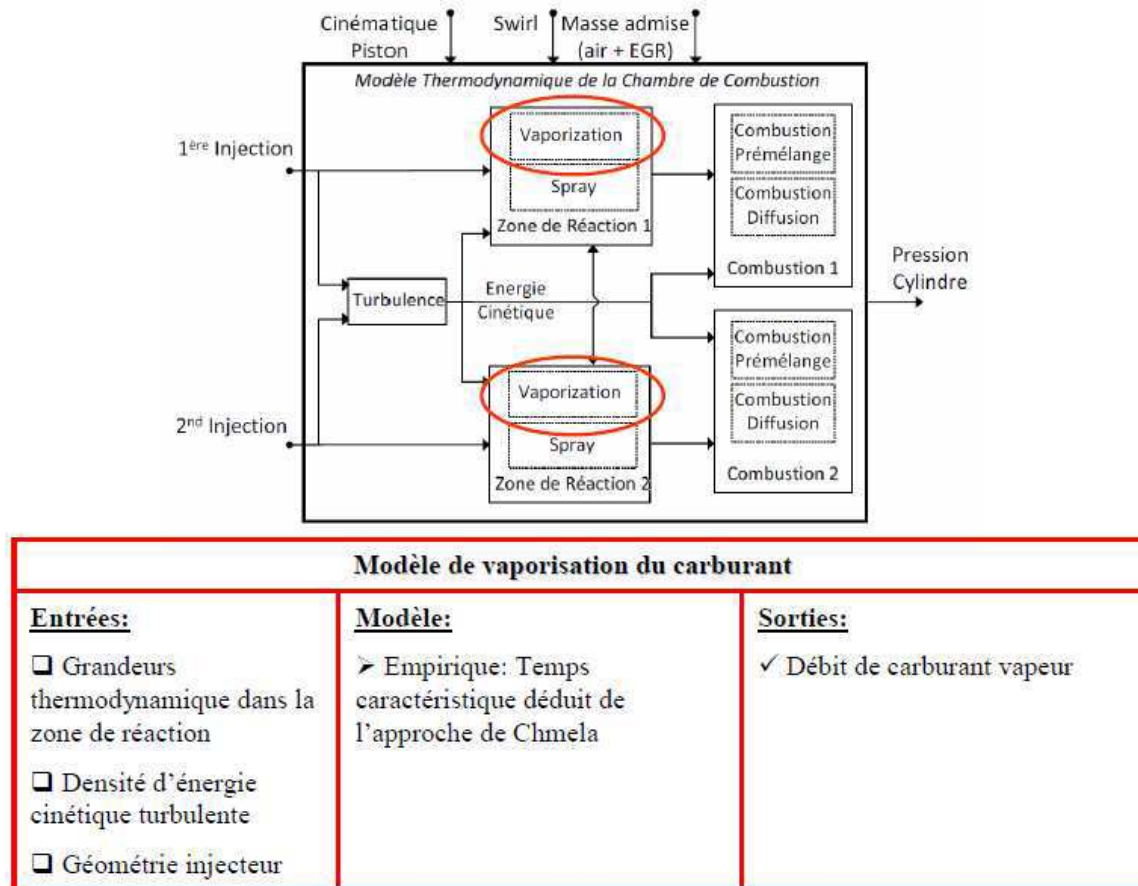 Cinématique
Piston
Swirl
Masse admise
(air + EGR)
Modèle Thermodynamique de la Chambre de Combustion
1ère Injection
Vaporization
Spray
Zone de Réaction 1
Combustion
Prémélange
Combustion
Diffusion
Combustion 1
Turbulence
Energie
Cinétique
Pression
Cylindre
2nd Injection
Vaporization
Spray
Zone de Réaction 2
Combustion
Prémélange
Combustion
Diffusion
Combustion 2
Modèle de vaporisation du carburant
Entrées:
❑ Grandeurs
thermodynamique dans la
zone de réaction
❑ Densité d’énergie
cinétique turbulente
❑ Géométrie injecteur
Modèle:
➢ Empirique: Temps
caractéristique déduit de
l’approche de Chmela
Sorties:
✓ Débit de carburant vapeur